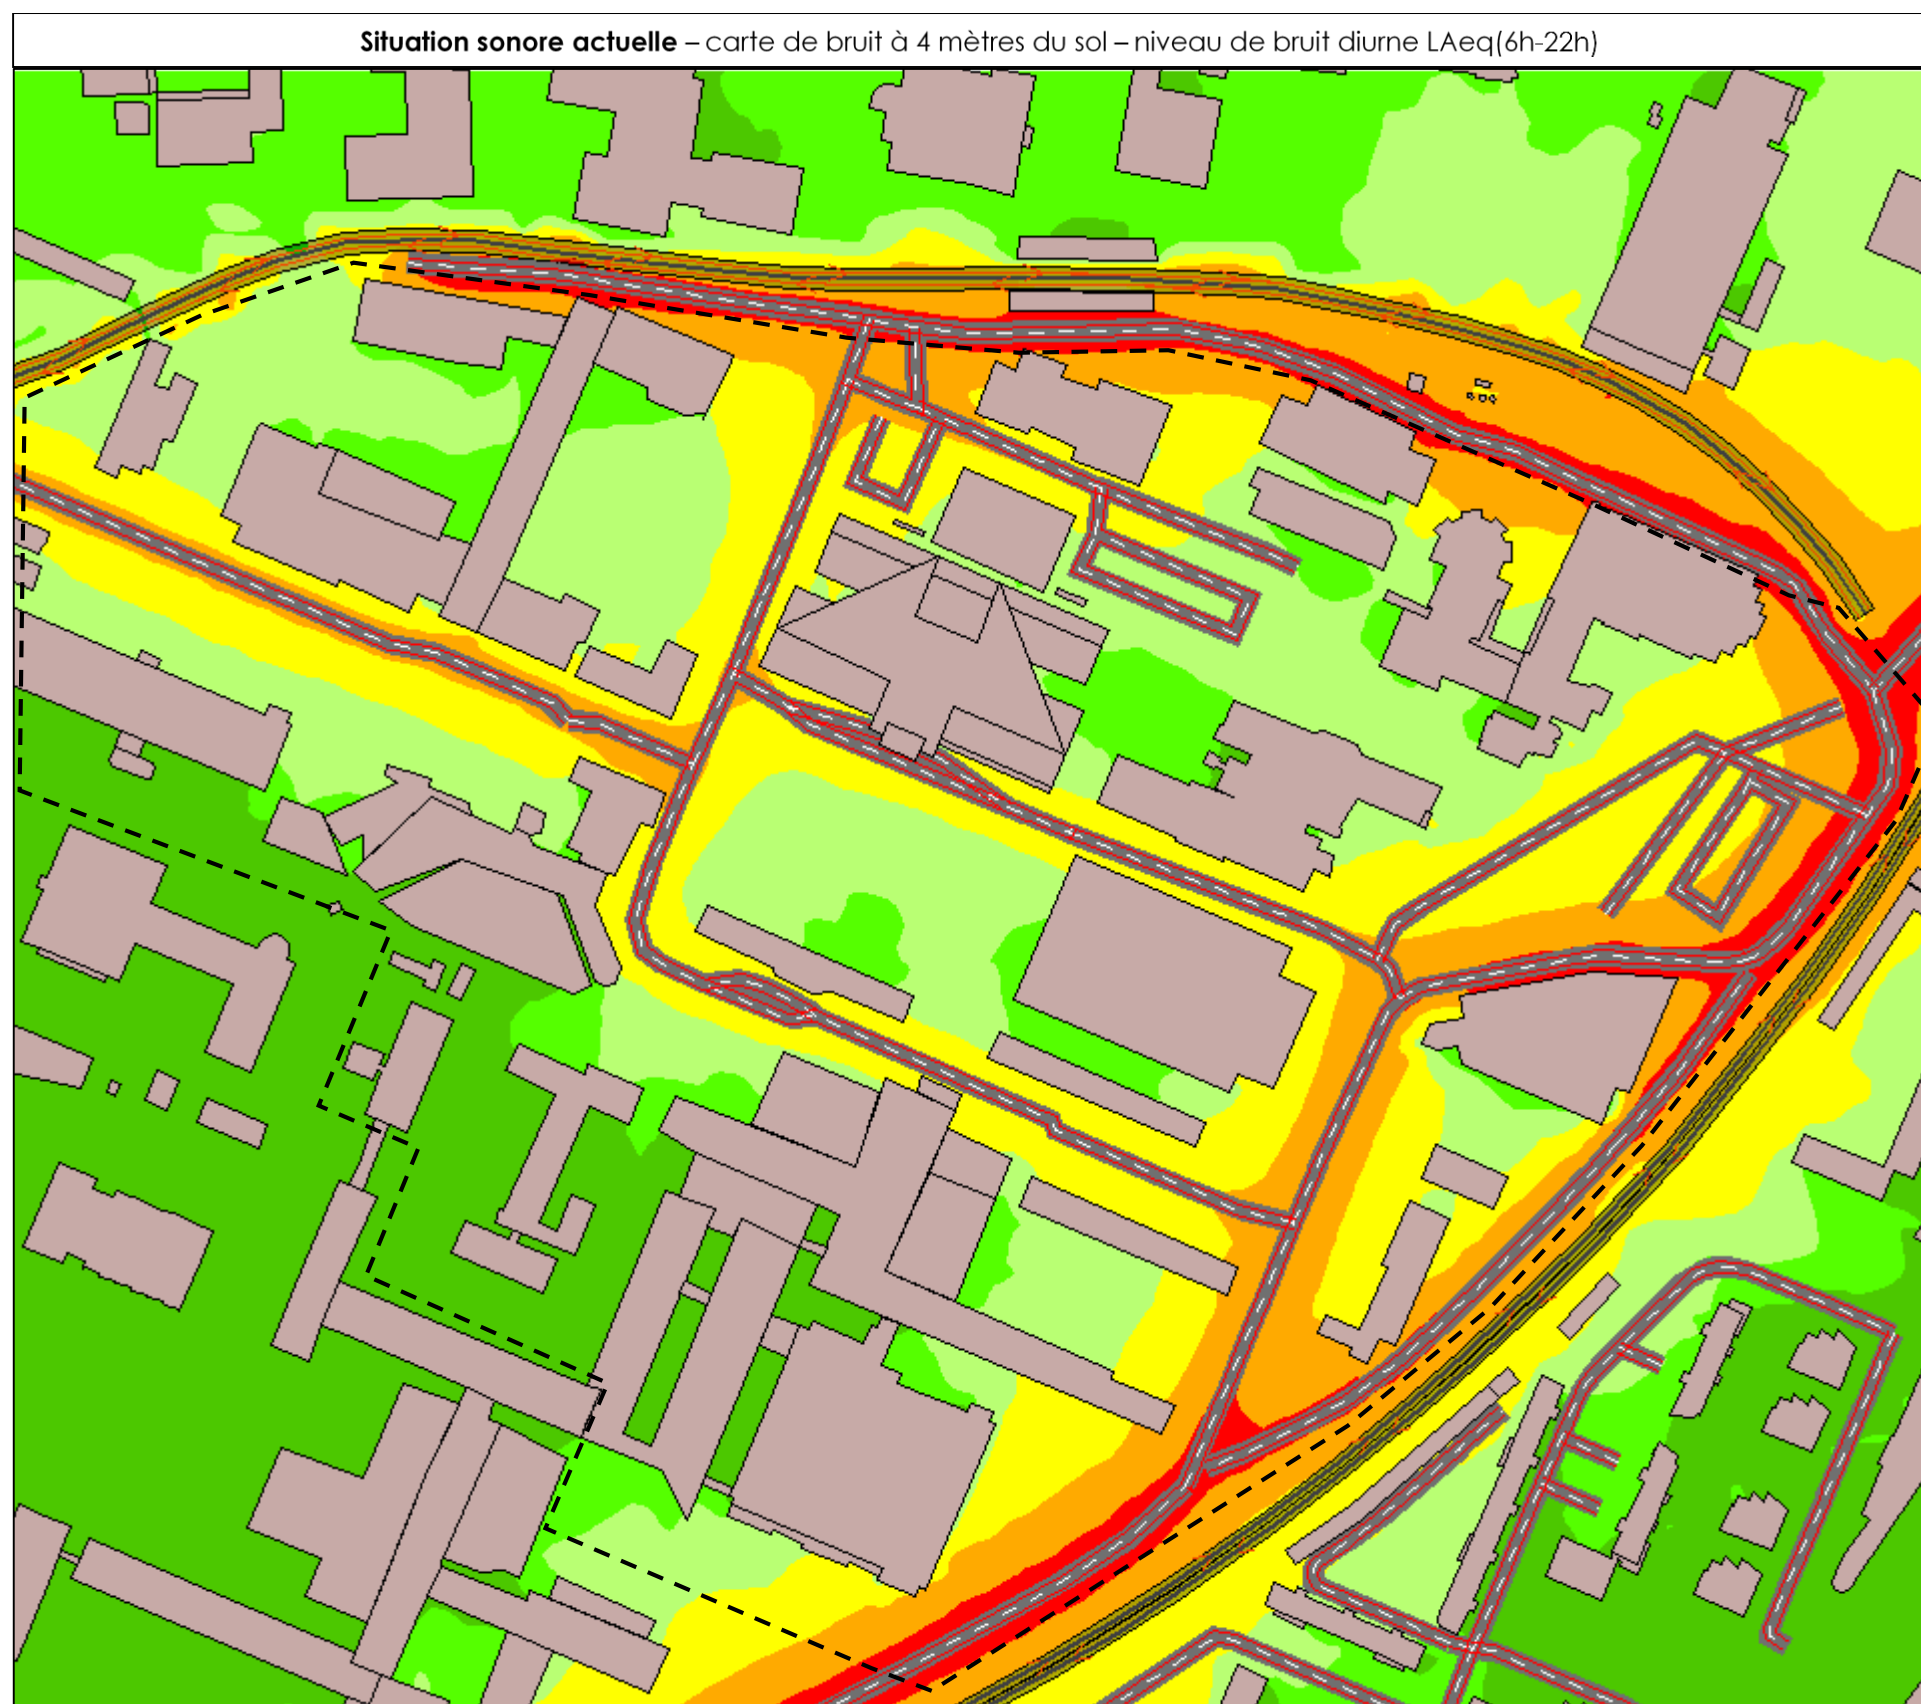 Situation sonore actuelle – carte de bruit à 4 mètres du sol – niveau de bruit diurne LAeq(6h-22h)